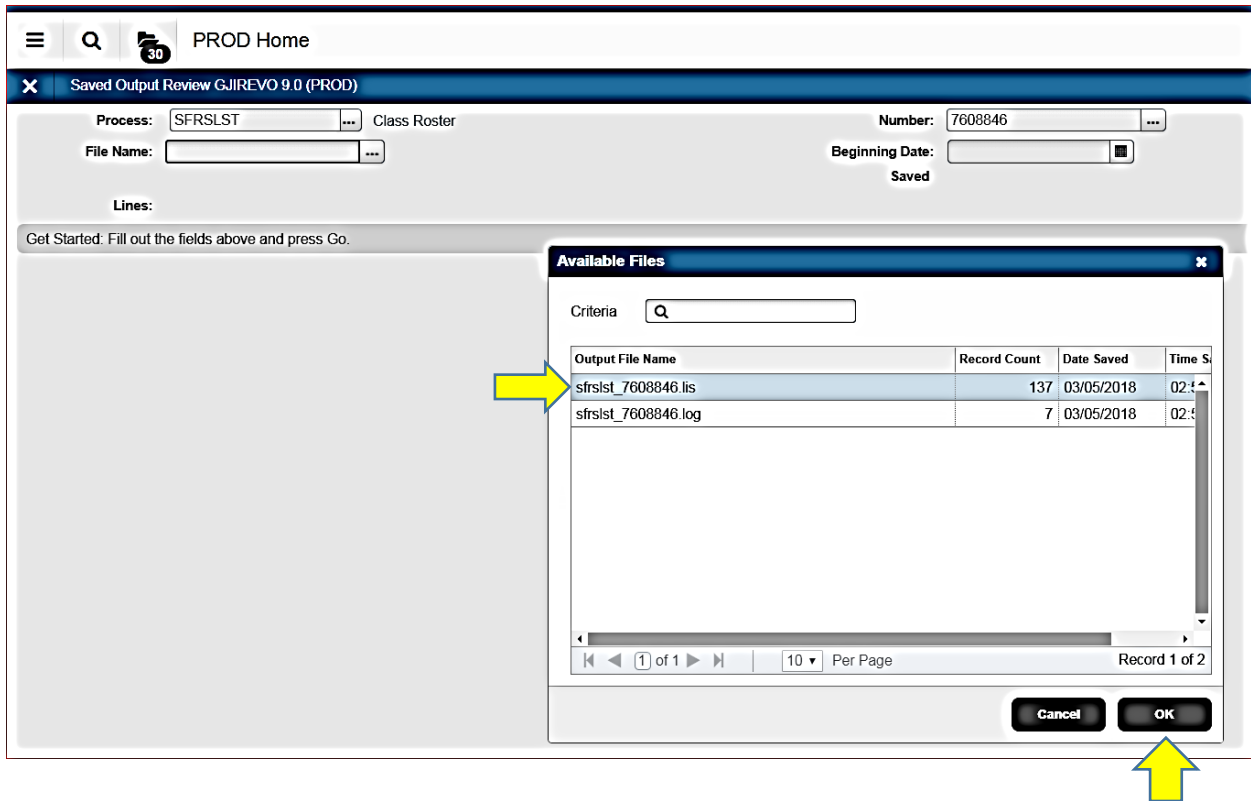 30 PROD Home
Saved Output Review GJIREVO 9.0 (PROD)
Process: SFRSLST ... Class Roster Number: 7608846 ...
File Name: ... Beginning Date:
Saved
Lines:
Get Started: Fill out the fields above and press Go.
Available Files
Criteria
Output File Name Record Count Date Saved Time
sfrslst_7608846.lis 137 03/05/2018
sfrslst_7608846.log 7 03/05/2018
1 of 1 10 Per Page Record 1 of 2
Cancel OK